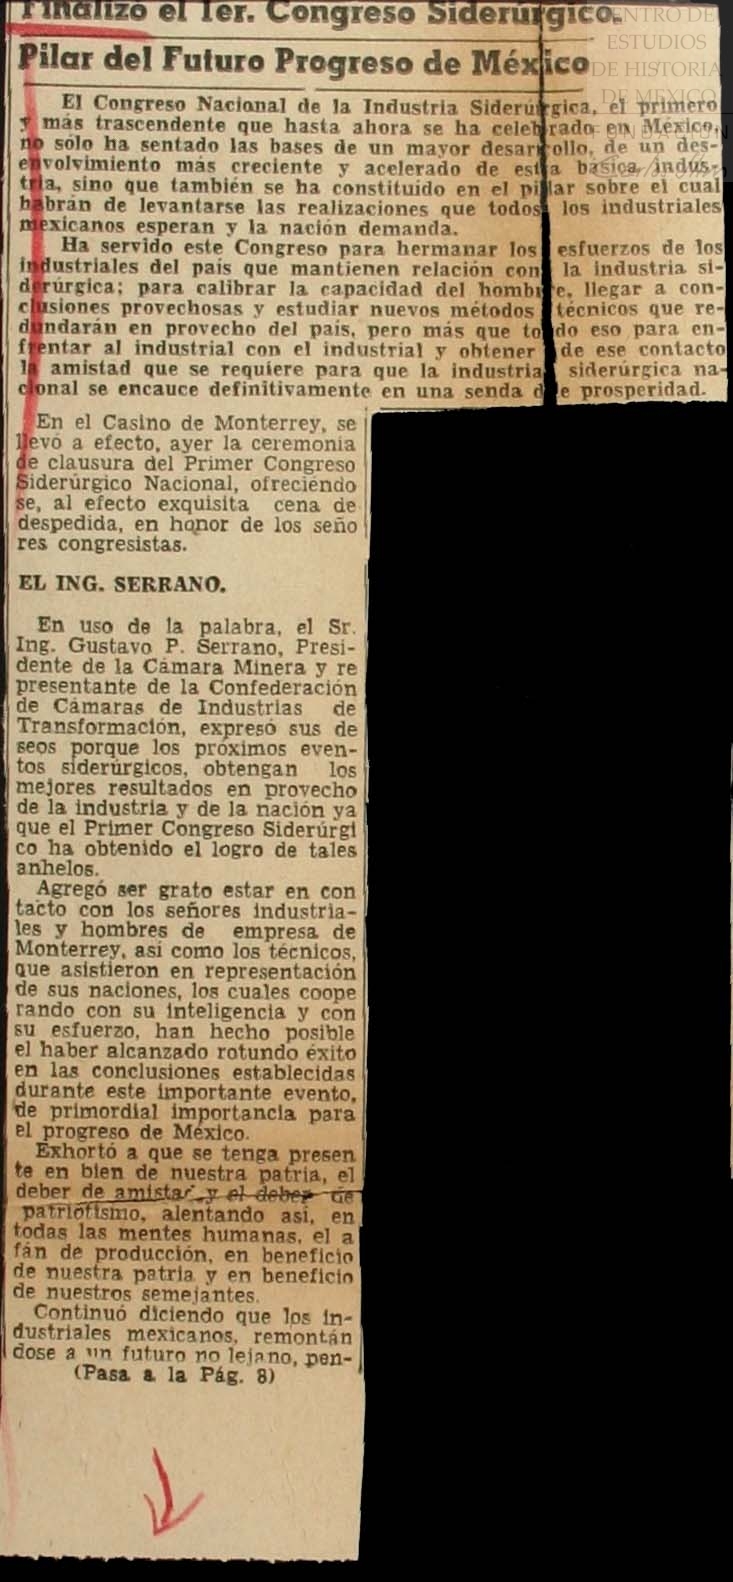 Finalizó el 1er. Congreso Siderúrgico.
Pilar del Futuro Progreso de México
CENTRO DE
ESTUDIOS
DE HISTORIA
DE MEXICO
El Congreso Nacional de la Industria Siderúrgica, el primero
y más trascendente que hasta ahora se ha celebrado en México,
no sólo ha sentado las bases de un mayor desarrollo, de un des-
envolvimiento más creciente y acelerado de esta básica indus-
tria, sino que también se ha constituído en el pilar sobre el cual
habrán de levantarse las realizaciones que todos los industriales
mexicanos esperan y la nación demanda.
Ha servido este Congreso para hermanar los esfuerzos de los
industriales del país que mantienen relación con la industria si-
derúrgica; para calibrar la capacidad del hombre, llegar a con-
clusiones provechosas y estudiar nuevos métodos técnicos que re-
dundarán en provecho del país, pero más que todo eso para en-
frentar al industrial con el industrial y obtener de ese contacto
la amistad que se requiere para que la industria siderúrgica na-
cional se encauce definitivamente en una senda de prosperidad.
En el Casino de Monterrey, se
llevó a efecto, ayer la ceremonia
de clausura del Primer Congreso
Siderúrgico Nacional, ofreciéndo
se, al efecto exquisita cena de
despedida, en honor de los seño
res congresistas.
EL ING. SERRANO.
En uso de la palabra, el Sr.
Ing. Gustavo P. Serrano, Presi-
dente de la Cámara Minera y re
presentante de la Confederación
de Cámaras de Industrias de
Transformación, expresó sus de
seos porque los próximos even-
tos siderúrgicos, obtengan los
mejores resultados en provecho
de la industria y de la nación ya
que el Primer Congreso Siderúrgi
co ha obtenido el logro de tales
anhelos.
Agregó ser grato estar en con
tacto con los señores industria-
les y hombres de empresa de
Monterrey, así como los técnicos,
que asistieron en representación
de sus naciones, los cuales coope
rando con su inteligencia y con
su esfuerzo, han hecho posible
el haber alcanzado rotundo éxito
en las conclusiones establecidas
durante este importante evento,
de primordial importancia para
el progreso de México.
Exhortó a que se tenga presen
te en bien de nuestra patria, el
deber de amistad y el deber de
patriotismo, alentando así, en
todas las mentes humanas, el a
fán de producción, en beneficio
de nuestra patria y en beneficio
de nuestros semejantes.
Continuó diciendo que los in-
dustriales mexicanos, remontán
dose a un futuro no lejano, pen-
(Pasa a la Pág. 8)